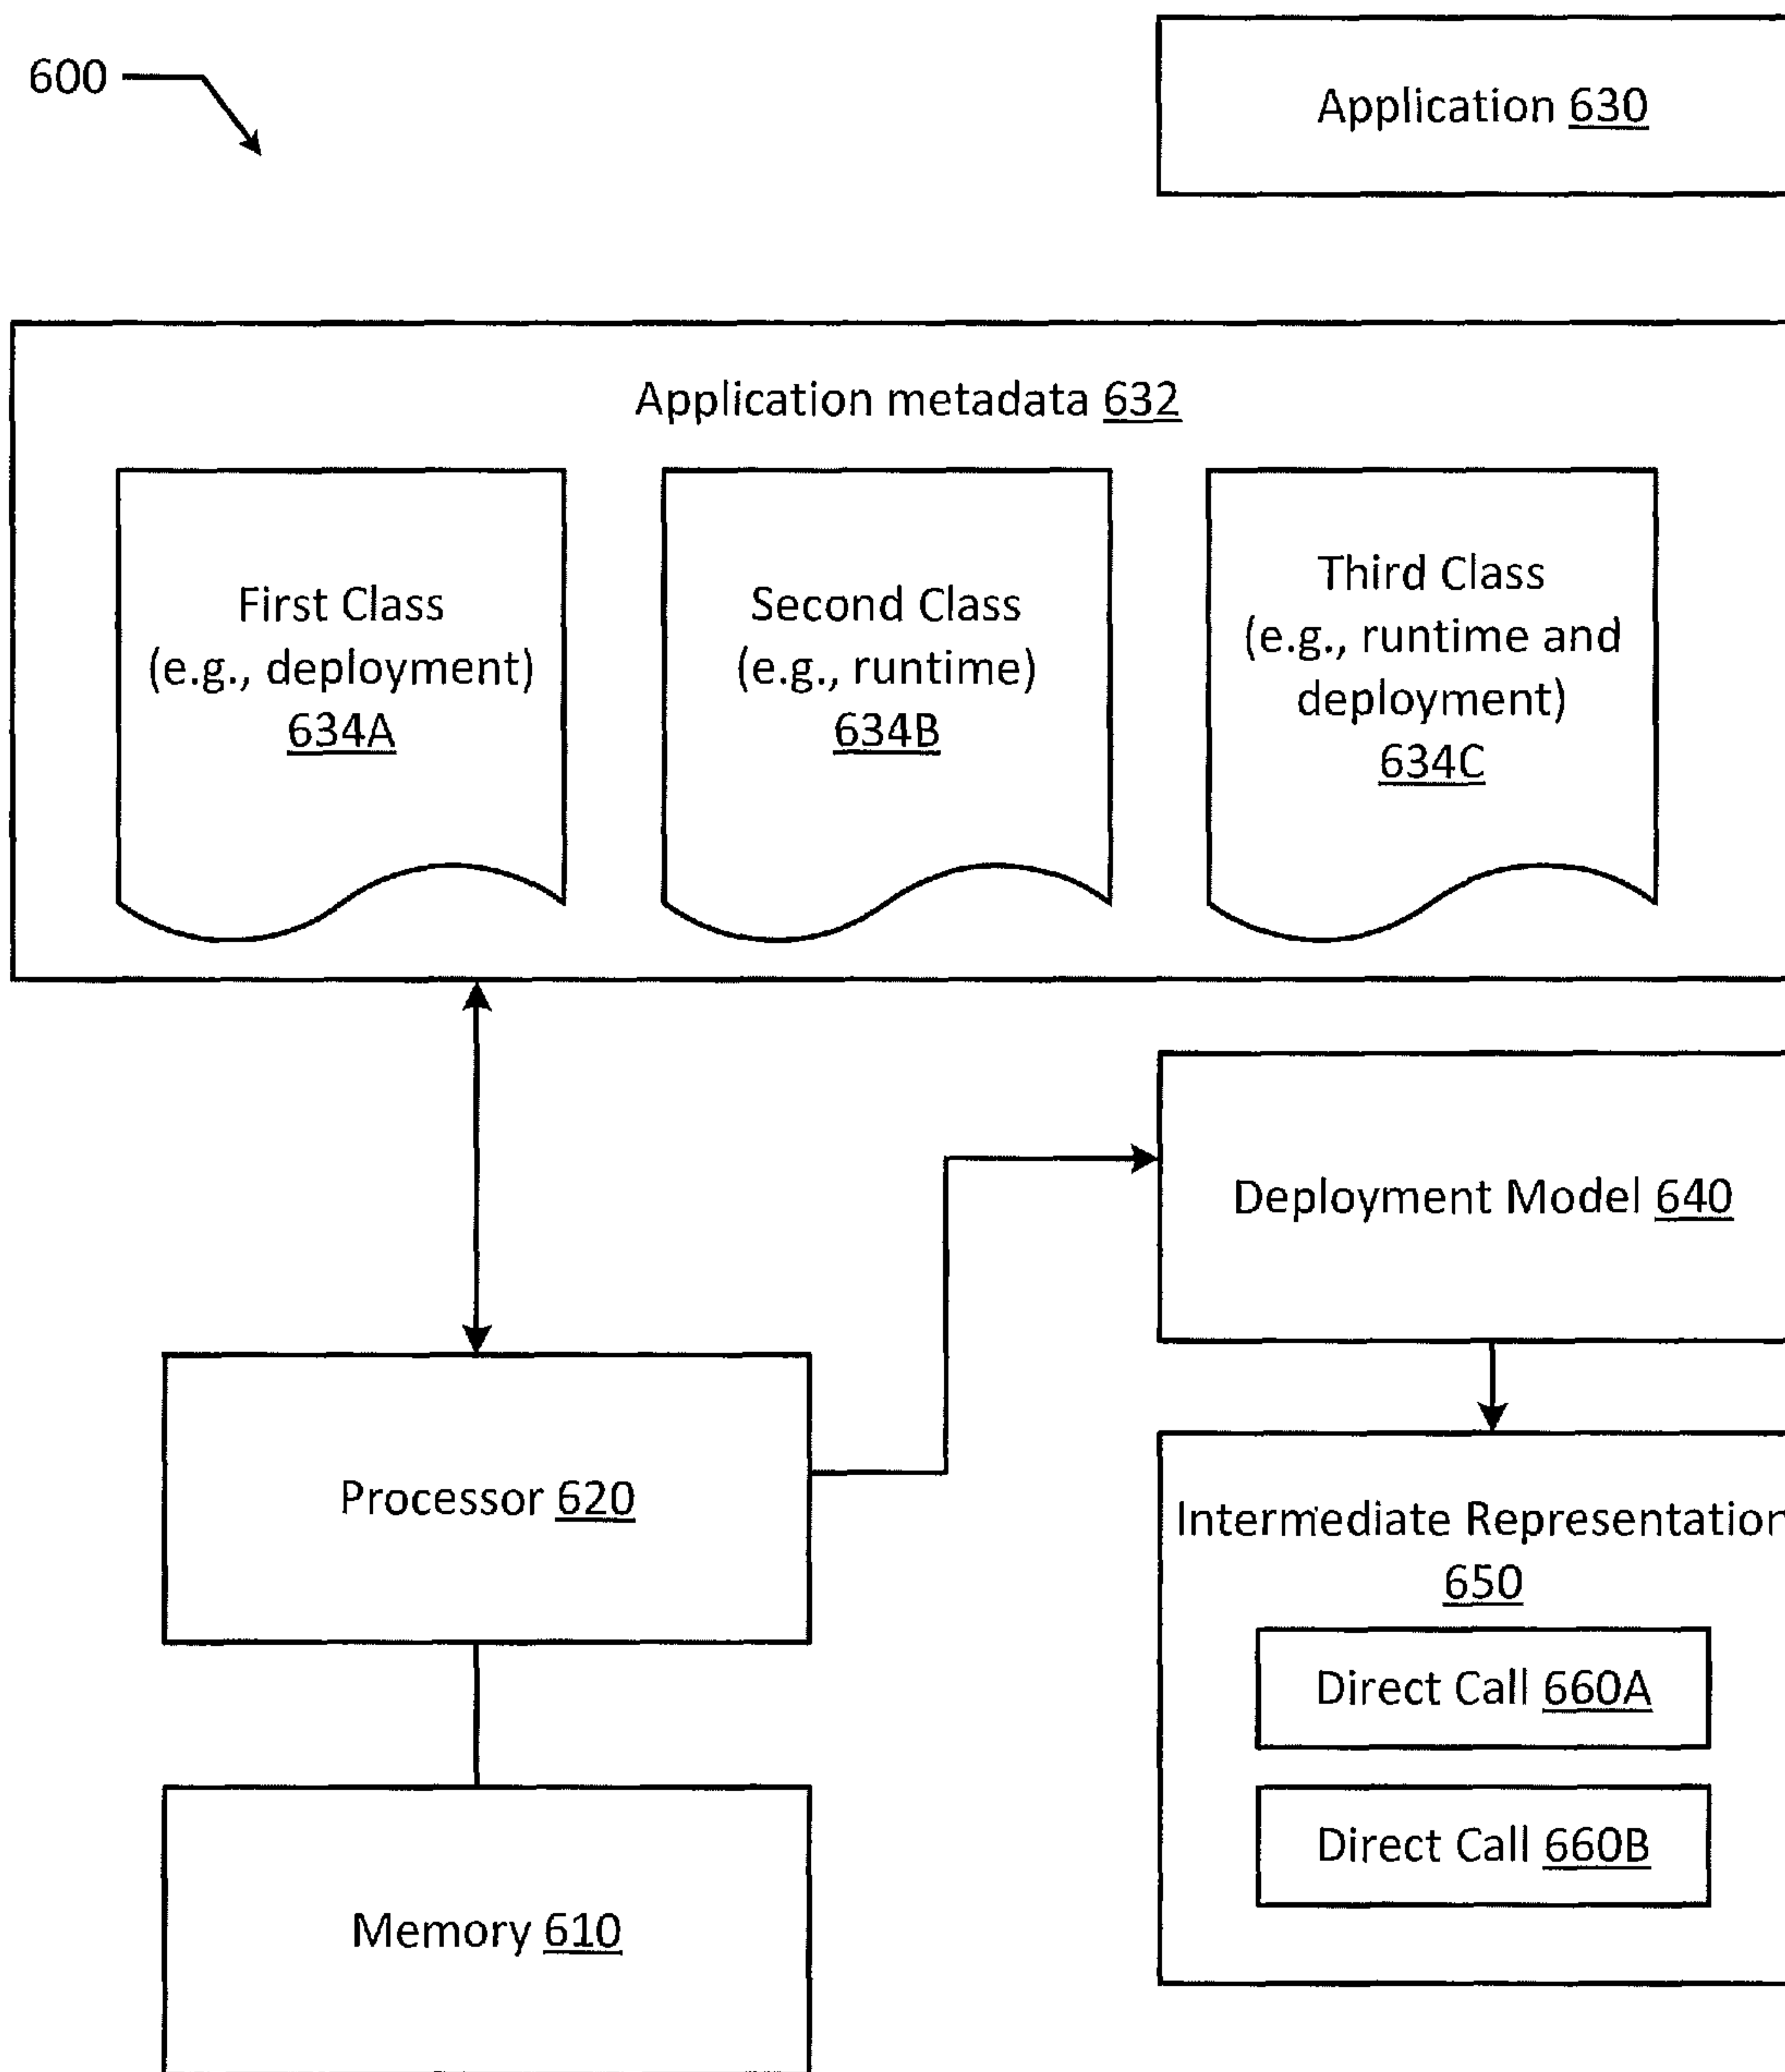 600
Application 630
Application metadata 632
First Class
(e.g., deployment)
634A
Second Class
(e.g., runtime)
634B
Third Class
(e.g., runtime and
deployment)
634C
Deployment Model 640
Processor 620
Intermediate Representation
650
Direct Call 660A
Direct Call 660B
Memory 610